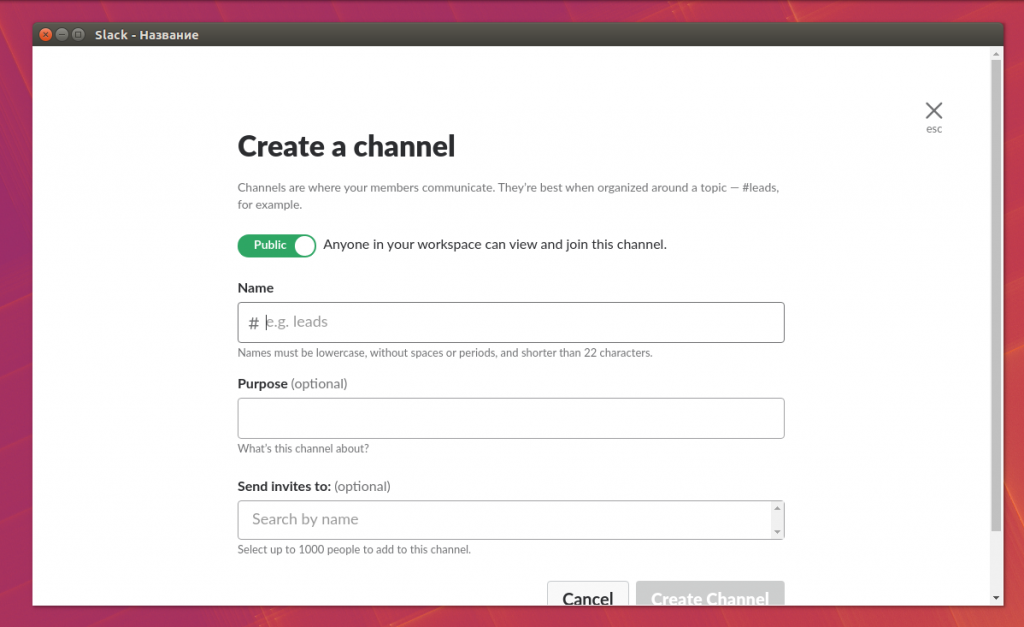 Slack - Название
esc
Create a channel
Channels are where your members communicate. They're best when organized around a topic — #leads,
for example.
Public Anyone in your workspace can view and join this channel.
Name
# e.g. leads
Names must be lowercase, without spaces or periods, and shorter than 22 characters.
Purpose (optional)
What's this channel about?
Send invites to: (optional)
Search by name
Select up to 1000 people to add to this channel.
Cancel Create Channel